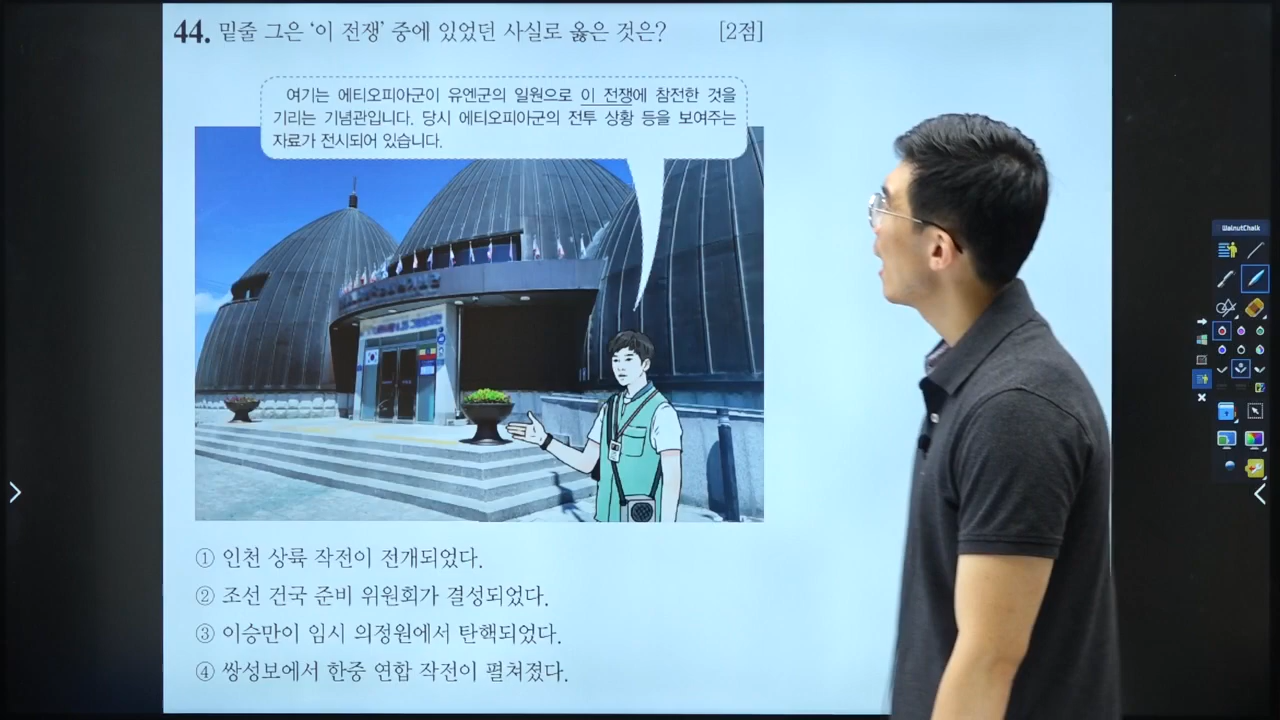 44. 밑줄 그은 ‘이 전쟁’ 중에 있었던 사실로 옳은 것은? [2점]
여기는 에티오피아군이 유엔군의 일원으로 이 전쟁에 참전한 것을
기리는 기념관입니다. 당시 에티오피아군의 전투 상황 등을 보여주는
자료가 전시되어 있습니다.
① 인천 상륙 작전이 전개되었다.
② 조선 건국 준비 위원회가 결성되었다.
③ 이승만이 임시 의정원에서 탄핵되었다.
④ 쌍성보에서 한중 연합 작전이 펼쳐졌다.
WalnutChalk